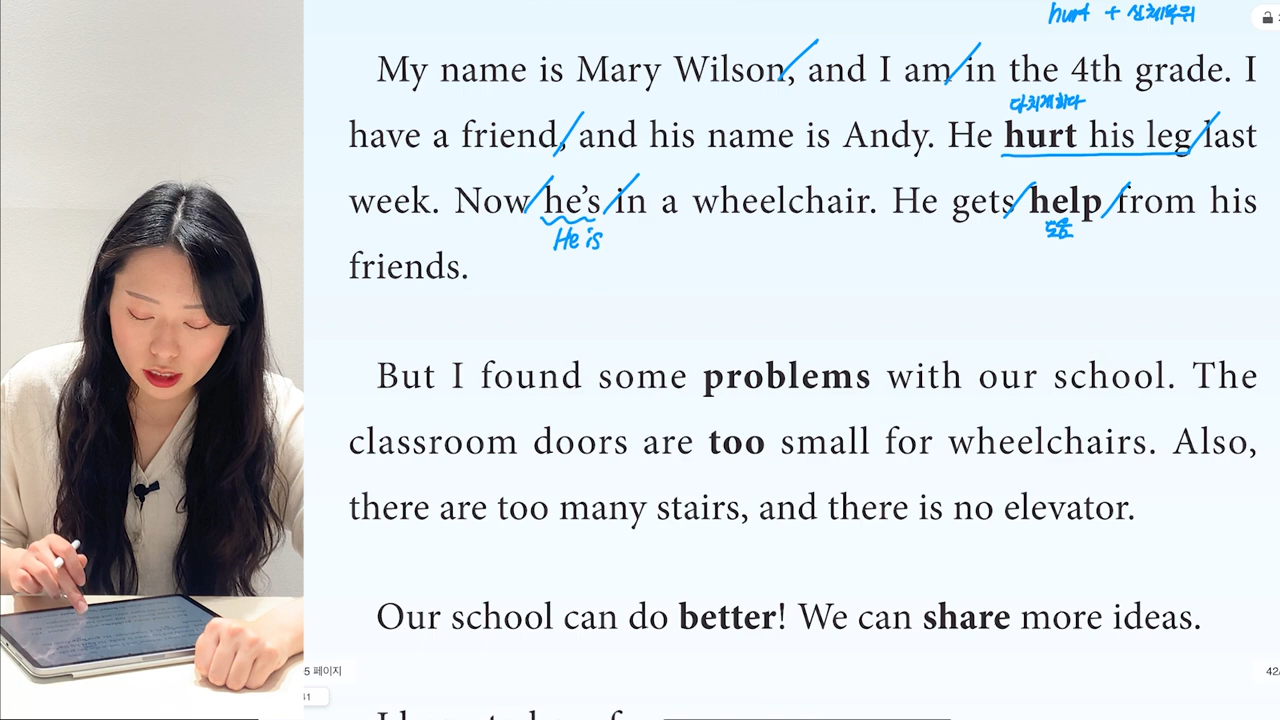 hurt + 신체부위
My name is Mary Wilson, and I am in the 4th grade. I
다치게하다
have a friend, and his name is Andy. He hurt his leg last
week. Now he's in a wheelchair. He gets help from his
He is
도움
friends.
But I found some problems with our school. The
classroom doors are too small for wheelchairs. Also,
there are too many stairs, and there is no elevator.
Our school can do better! We can share more ideas.
5 페이지
42/
41